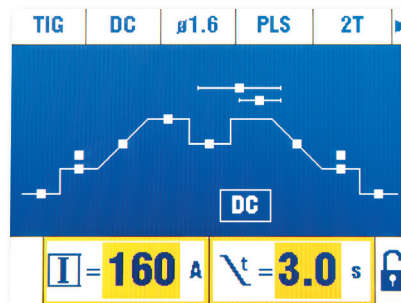 TIG DC ø1.6 PLS 2T
DC
I = 160 A t = 3.0 s